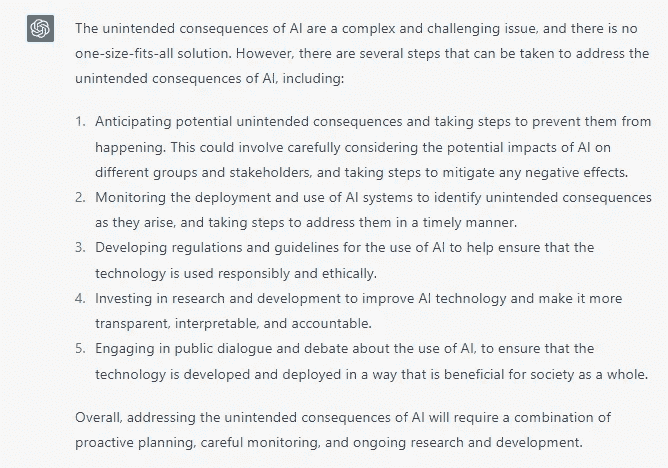 The unintended consequences of AI are a complex and challenging issue, and there is no
one-size-fits-all solution. However, there are several steps that can be taken to address the
unintended consequences of AI, including:
1. Anticipating potential unintended consequences and taking steps to prevent them from
happening. This could involve carefully considering the potential impacts of AI on
different groups and stakeholders, and taking steps to mitigate any negative effects.
2. Monitoring the deployment and use of AI systems to identify unintended consequences
as they arise, and taking steps to address them in a timely manner.
3. Developing regulations and guidelines for the use of AI to help ensure that the
technology is used responsibly and ethically.
4. Investing in research and development to improve AI technology and make it more
transparent, interpretable, and accountable.
5. Engaging in public dialogue and debate about the use of AI, to ensure that the
technology is developed and deployed in a way that is beneficial for society as a whole.
Overall, addressing the unintended consequences of AI will require a combination of
proactive planning, careful monitoring, and ongoing research and development.